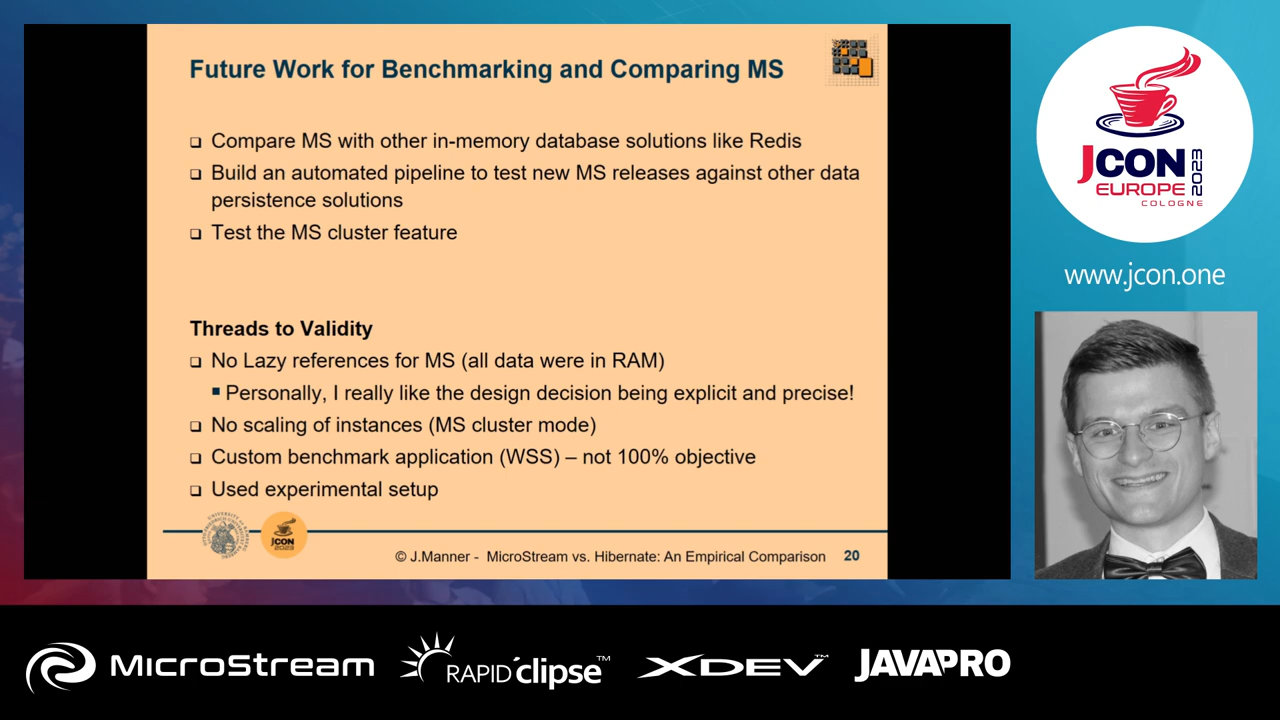 Future Work for Benchmarking and Comparing MS
Compare MS with other in-memory database solutions like Redis
Build an automated pipeline to test new MS releases against other data
persistence solutions
Test the MS cluster feature
Threads to Validity
No Lazy references for MS (all data were in RAM)
Personally, I really like the design decision being explicit and precise!
No scaling of instances (MS cluster mode)
Custom benchmark application (WSS) – not 100% objective
Used experimental setup
JCON
2023
© J.Manner - MicroStream vs. Hibernate: An Empirical Comparison 20
JCON
EUROPE
COLOGNE
2023
www.jcon.one
MicroStream
RAPIDclipse™
XDEV™
JAVAPRO